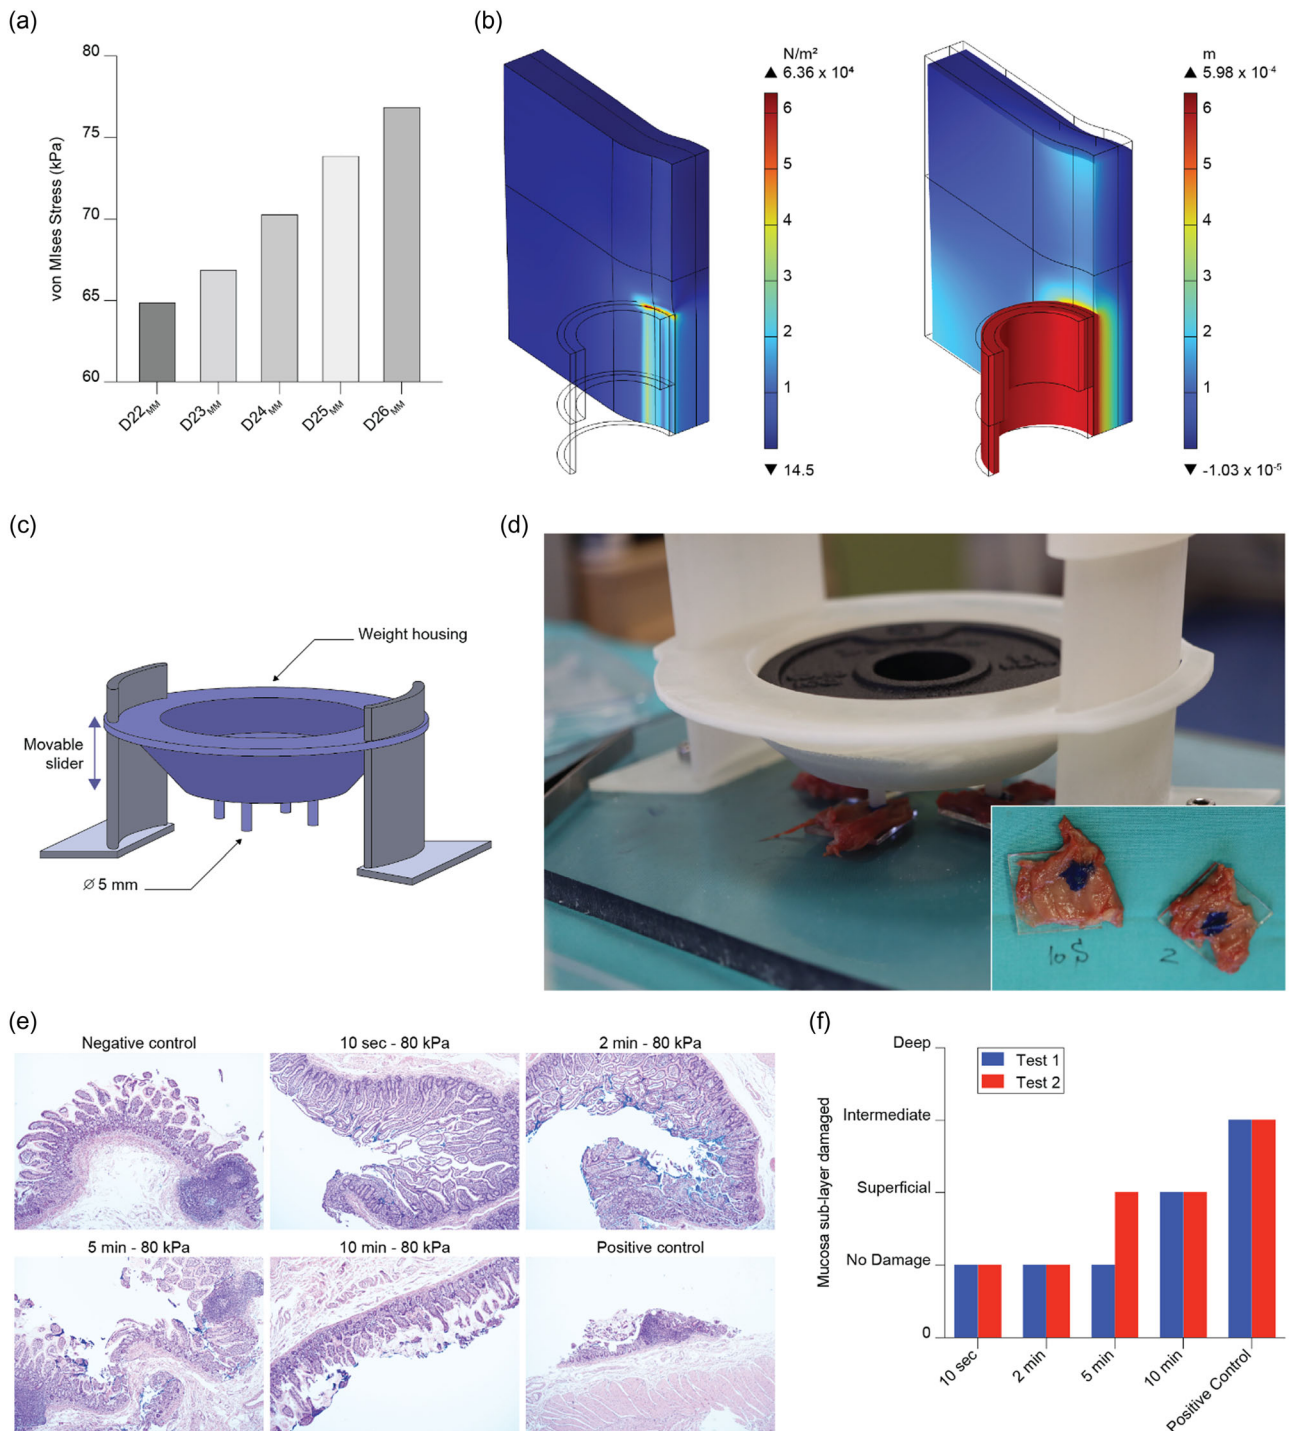 (a)
80
75
70
65
60
von MIses Stress (kPa)
D22MM
D23MM
D24MM
D25MM
D26MM
(b)
N/m²
▲ 6.36 x 10⁴
6
5
4
3
2
1
▼ 14.5
m
▲ 5.98 x 10⁻⁴
6
5
4
3
2
1
▼ -1.03 x 10⁻⁵
(c)
Weight housing
Movable
slider
∅ 5 mm
(d)
10 S
2
(e)
Negative control
10 sec - 80 kPa
2 min - 80 kPa
5 min - 80 kPa
10 min - 80 kPa
Positive control
(f)
Mucosa sub-layer damaged
Deep
Intermediate
Superficial
No Damage
0
Test 1
Test 2
10 sec
2 min
5 min
10 min
Positive Control